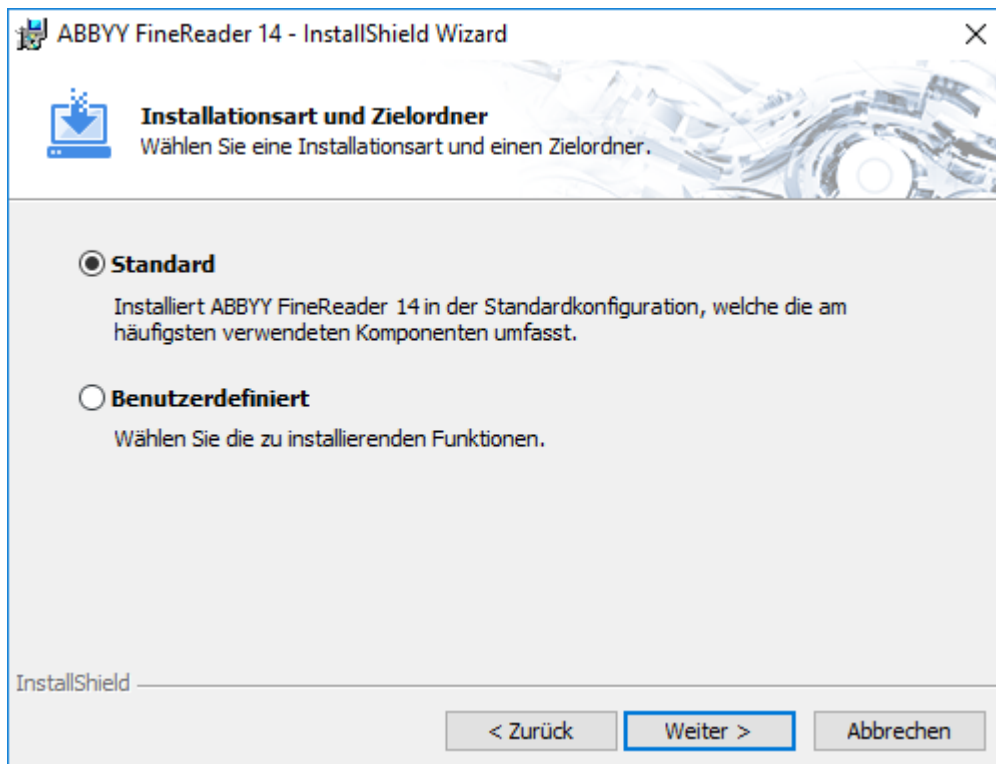 ABBYY FineReader 14 - InstallShield Wizard
Installationsart und Zielordner
Wählen Sie eine Installationsart und einen Zielordner.
Standard
Installiert ABBYY FineReader 14 in der Standardkonfiguration, welche die am
häufigsten verwendeten Komponenten umfasst.
Benutzerdefiniert
Wählen Sie die zu installierenden Funktionen.
InstallShield
< Zurück
Weiter >
Abbrechen